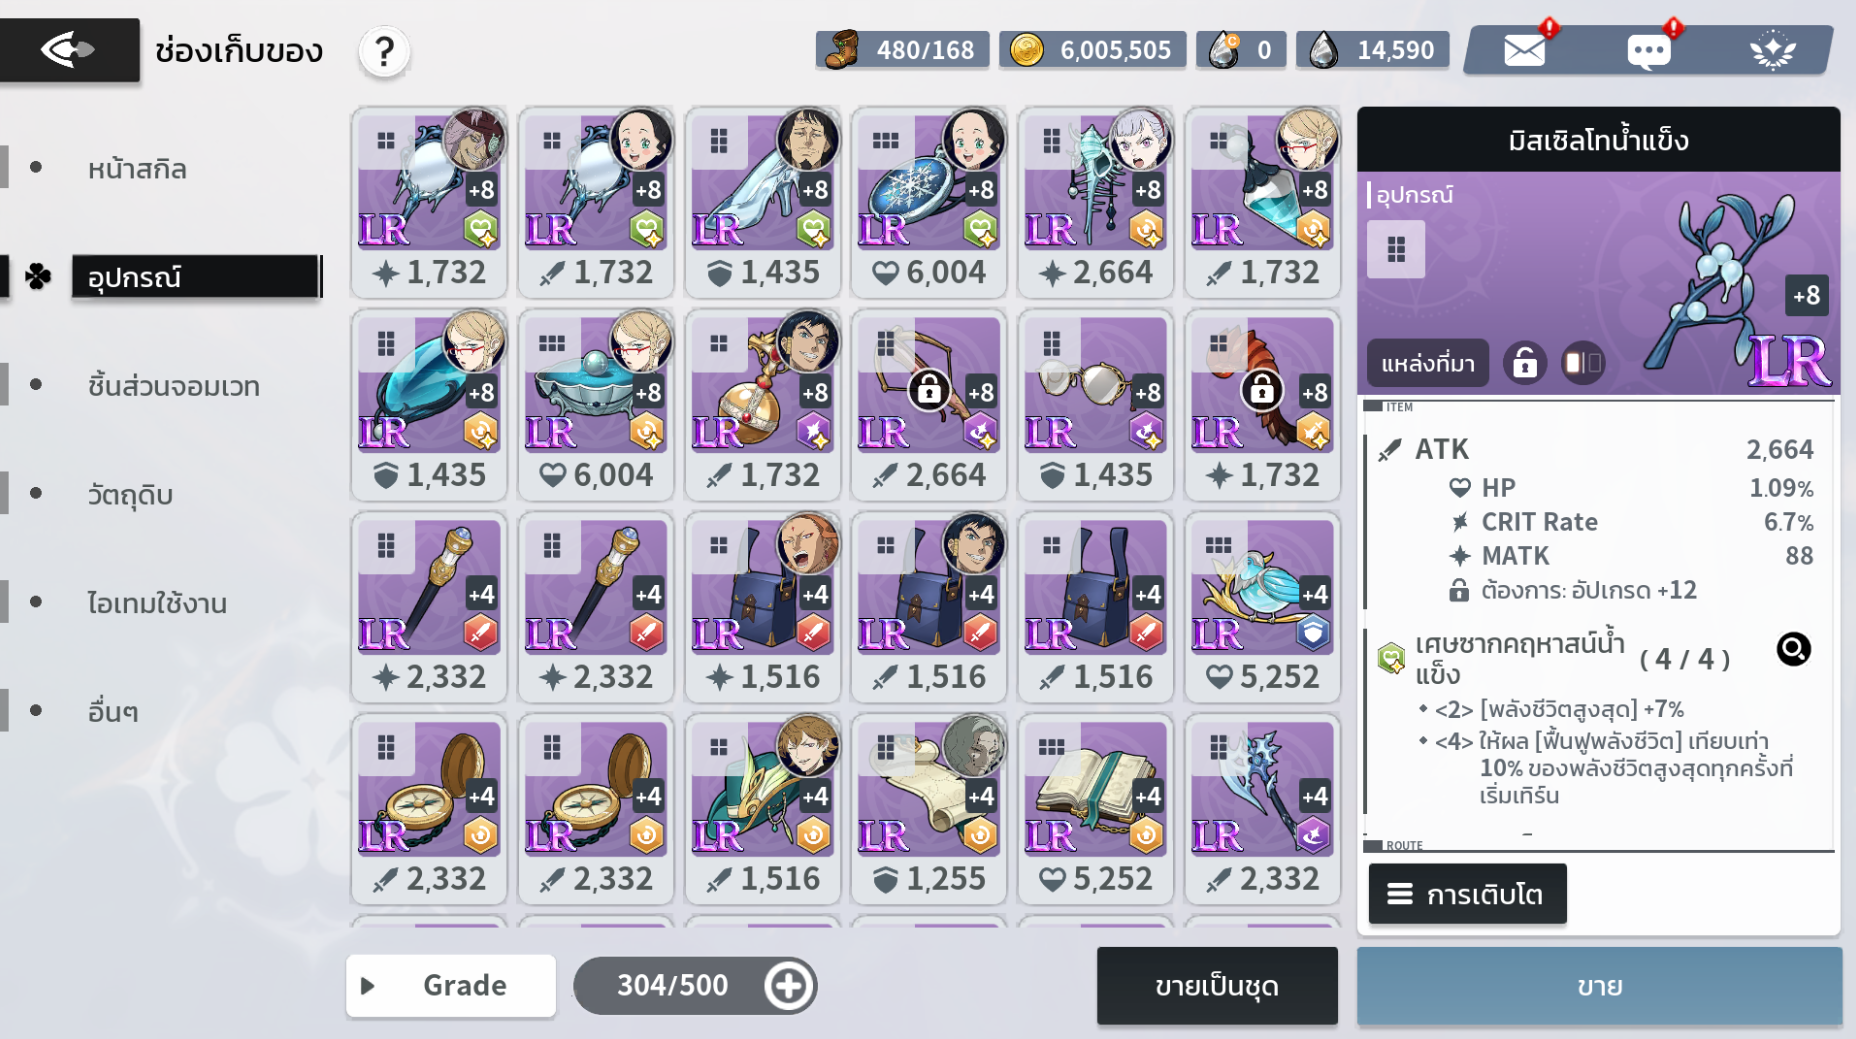 ช่องเก็บของ
?
480/168
6,005,505
0
14,590
หน้าสกิล
อุปกรณ์
ชิ้นส่วนจอมเวท
วัตถุดิบ
ไอเทมใช้งาน
อื่นๆ
+8 +8 +8 +8 +8 +8
LR LR LR LR LR LR
1,732 1,732 1,435 6,004 2,664 1,732
+8 +8 +8 +8 +8 +8
LR LR LR LR LR LR
1,435 6,004 1,732 2,664 1,435 1,732
+4 +4 +4 +4 +4 +4
LR LR LR LR LR LR
2,332 2,332 1,516 1,516 1,516 5,252
+4 +4 +4 +4 +4 +4
LR LR LR LR LR LR
2,332 2,332 1,516 1,255 5,252 2,332
Grade
304/500
ขายเป็นชุด
มิสเซิลโทน้ำแข็ง
อุปกรณ์
+8
LR
แหล่งที่มา
ITEM
ATK 2,664
HP 1.09%
CRIT Rate 6.7%
MATK 88
ต้องการ: อัปเกรด +12
เศษซากคฤหาสน์น้ำ
แข็ง
( 4 / 4 )
<2> [พลังชีวิตสูงสุด] +7%
<4> ให้ผล [ฟื้นฟูพลังชีวิต] เทียบเท่า
10% ของพลังชีวิตสูงสุดทุกครั้งที่
เริ่มเทิร์น
ROUTE
การเติบโต
ขาย